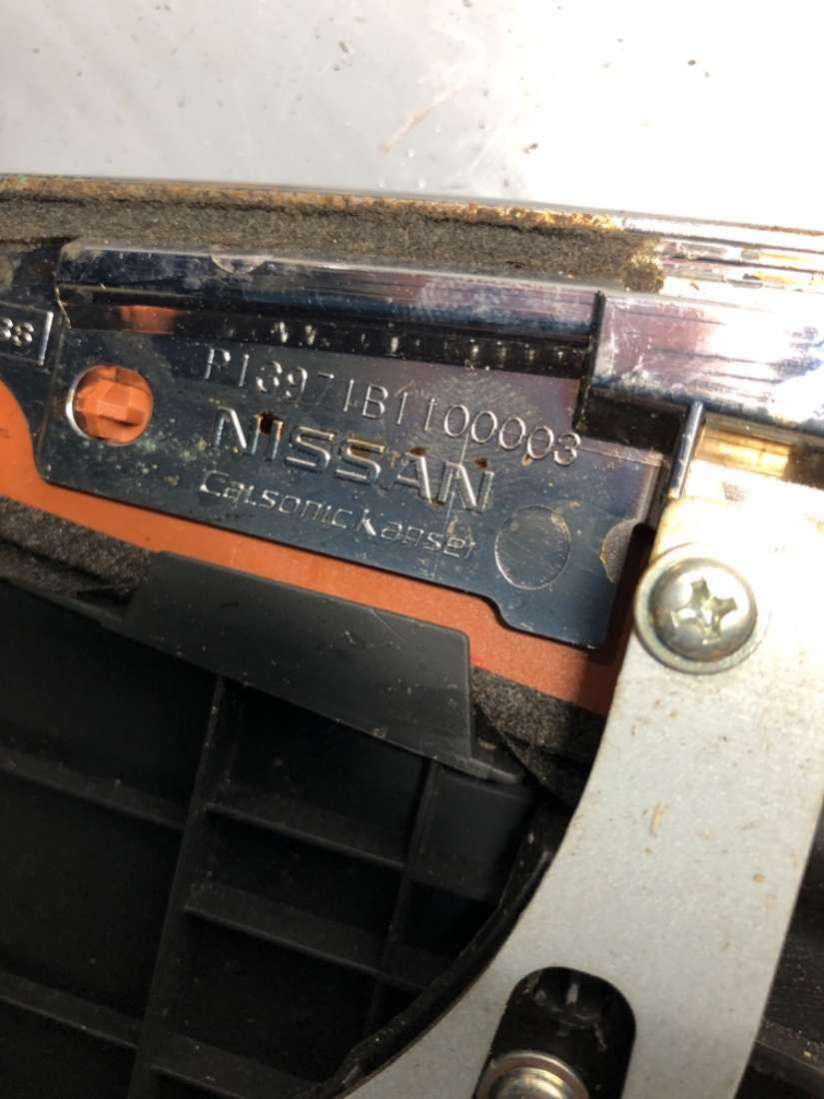 P13971B1100003
NISSAN
Calsonic Kansei